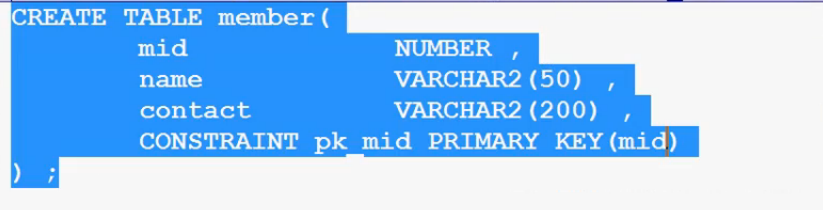 CREATE TABLE member(
mid NUMBER ,
name VARCHAR2(50) ,
contact VARCHAR2(200) ,
CONSTRAINT pk_mid PRIMARY KEY(mid)
) ;